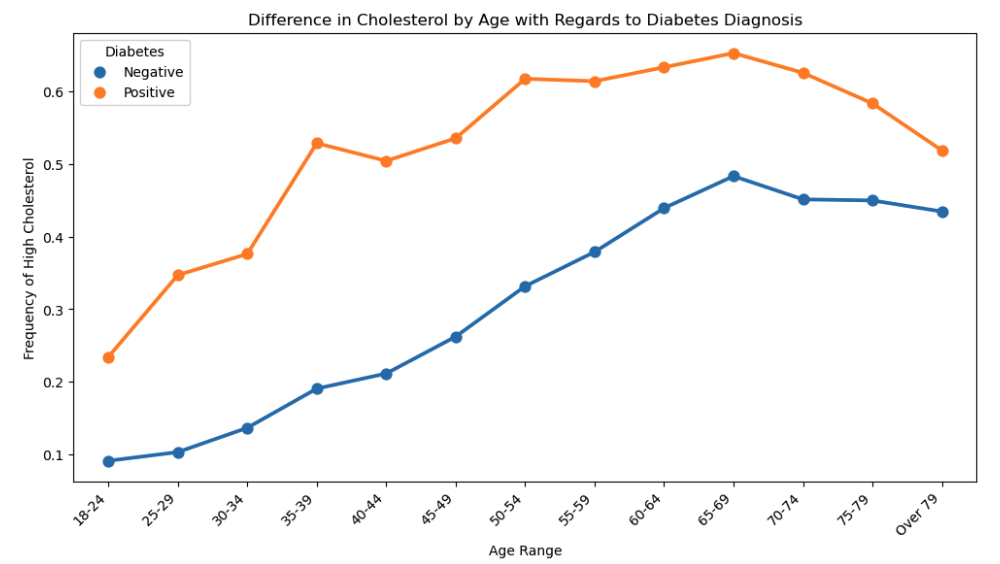 Difference in Cholesterol by Age with Regards to Diabetes Diagnosis
Diabetes
Negative
Positive
Frequency of High Cholesterol
0.6
0.5
0.4
0.3
0.2
0.1
18-24
25-29
30-34
35-39
40-44
45-49
50-54
55-59
60-64
65-69
70-74
75-79
Over 79
Age Range